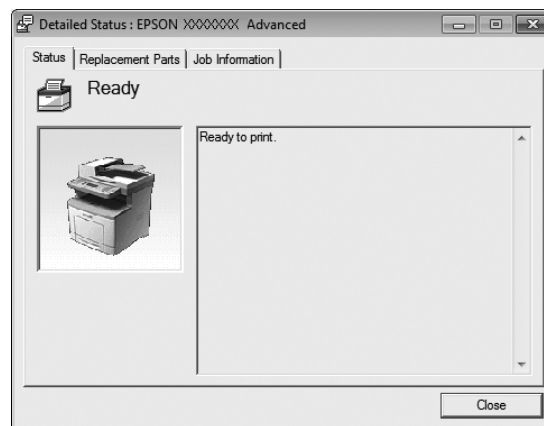 Detailed Status : EPSON XXXXXXX Advanced
Status Replacement Parts Job Information
Ready
Ready to print.
Close